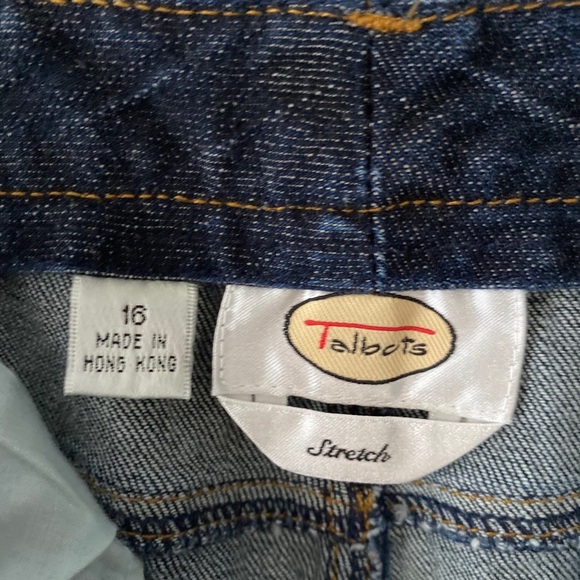 16
MADE IN
HONG KONG
Talbots
Stretch